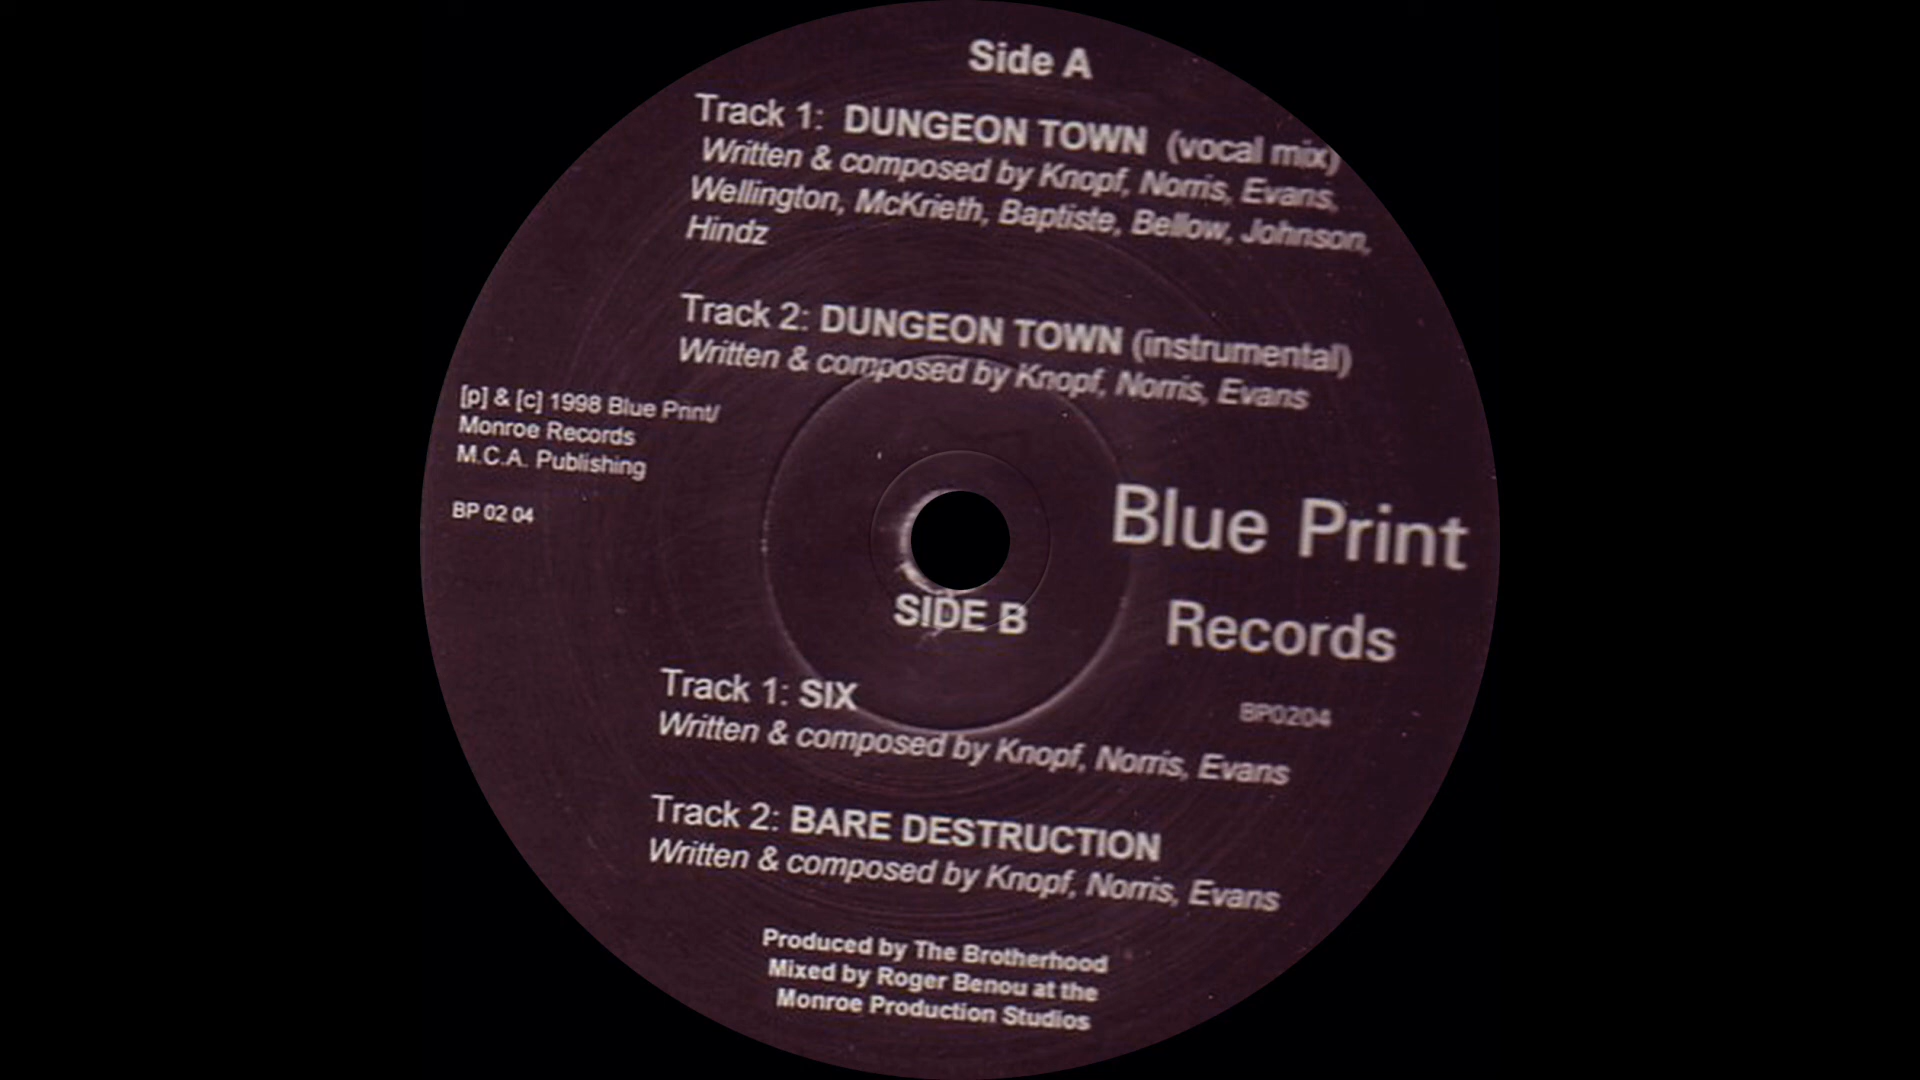 Side A
Track 1: DUNGEON TOWN (vocal mix)
Written & composed by Knopf, Norris, Evans,
Wellington, McKrieth, Baptiste, Bellow, Johnson,
Hindz
Track 2: DUNGEON TOWN (instrumental)
Written & composed by Knopf, Norris, Evans
[p] & [c] 1998 Blue Print/
Monroe Records
M.C.A. Publishing
BP 02 04
Blue Print
Records
BP0204
SIDE B
Track 1: SIX
Written & composed by Knopf, Norris, Evans
Track 2: BARE DESTRUCTION
Written & composed by Knopf, Norris, Evans
Produced by The Brotherhood
Mixed by Roger Benou at the
Monroe Production Studios